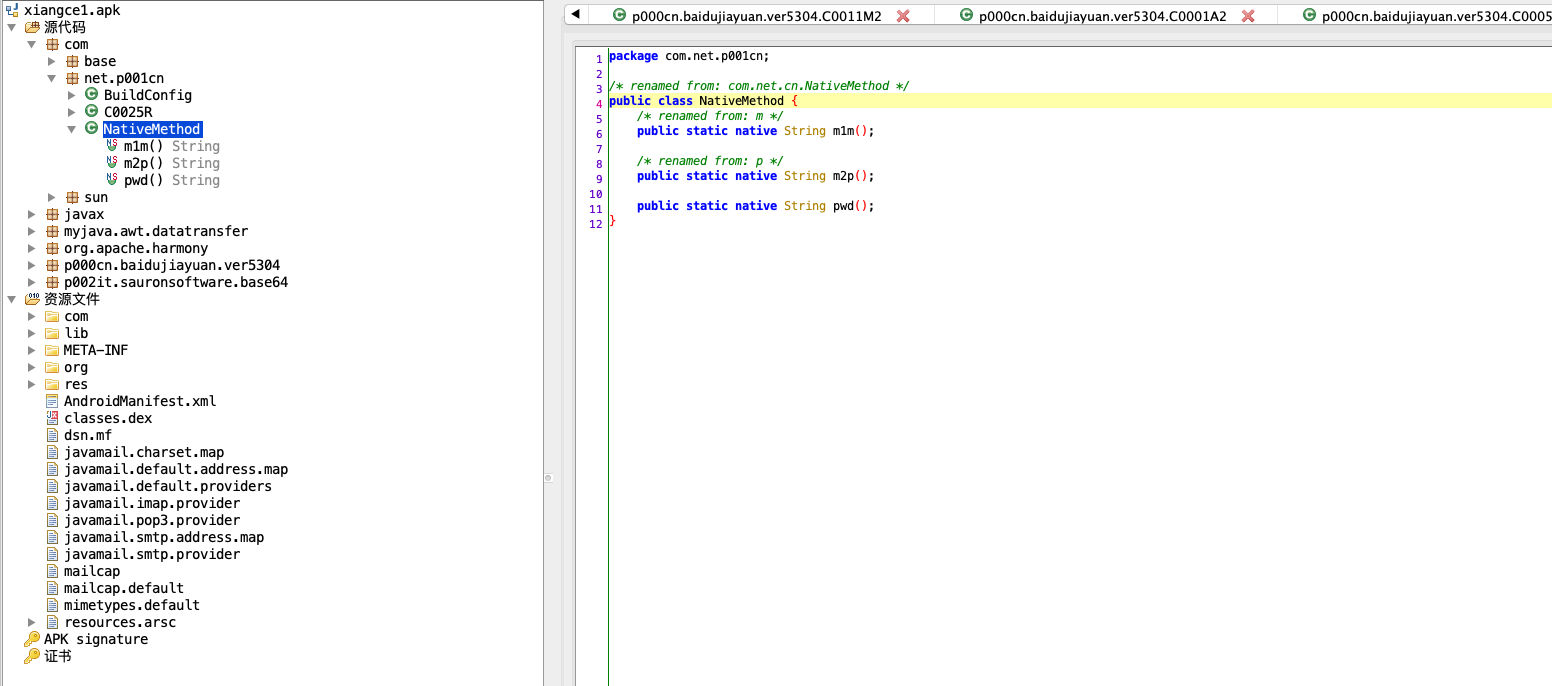 xiangce1.apk
源代码
com
base
net.p001cn
BuildConfig
C0025R
NativeMethod
m1m() String
m2p() String
pwd() String
sun
javax
myjava.awt.datatransfer
org.apache.harmony
p000cn.baidujiayuan.ver5304
p002it.sauronsoftware.base64
资源文件
com
lib
META-INF
org
res
AndroidManifest.xml
classes.dex
dsn.mf
javamail.charset.map
javamail.default.address.map
javamail.default.providers
javamail.imap.provider
javamail.pop3.provider
javamail.smtp.address.map
javamail.smtp.provider
mailcap
mailcap.default
mimetypes.default
resources.arsc
APK signature
证书
p000cn.baidujiayuan.ver5304.C0011M2 p000cn.baidujiayuan.ver5304.C0001A2 p000cn.baidujiayuan.ver5304.C0005
1 package com.net.p001cn;
2
3 /* renamed from: com.net.cn.NativeMethod */
4 public class NativeMethod {
5 /* renamed from: m */
6 public static native String m1m();
7
8 /* renamed from: p */
9 public static native String m2p();
10
11 public static native String pwd();
12 }